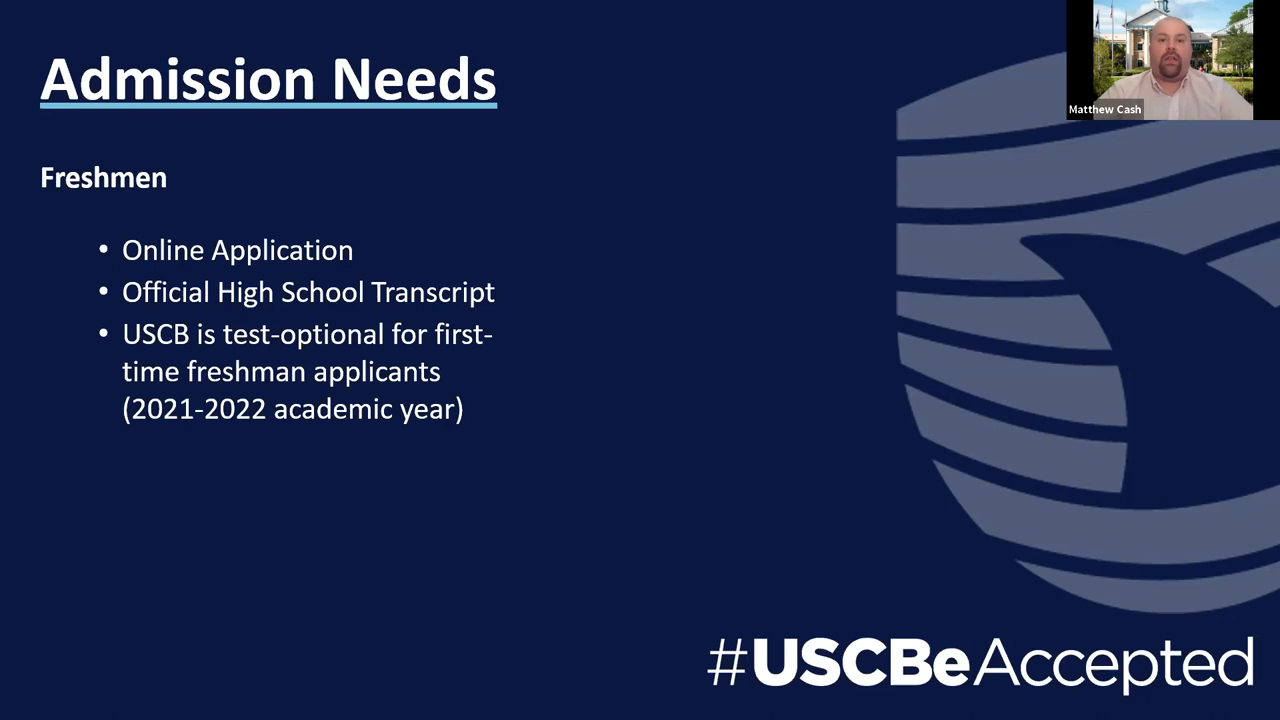 Admission Needs
Matthew Cash
Freshmen
• Online Application
• Official High School Transcript
• USCB is test-optional for first-
time freshman applicants
(2021-2022 academic year)
#USCBeAccepted